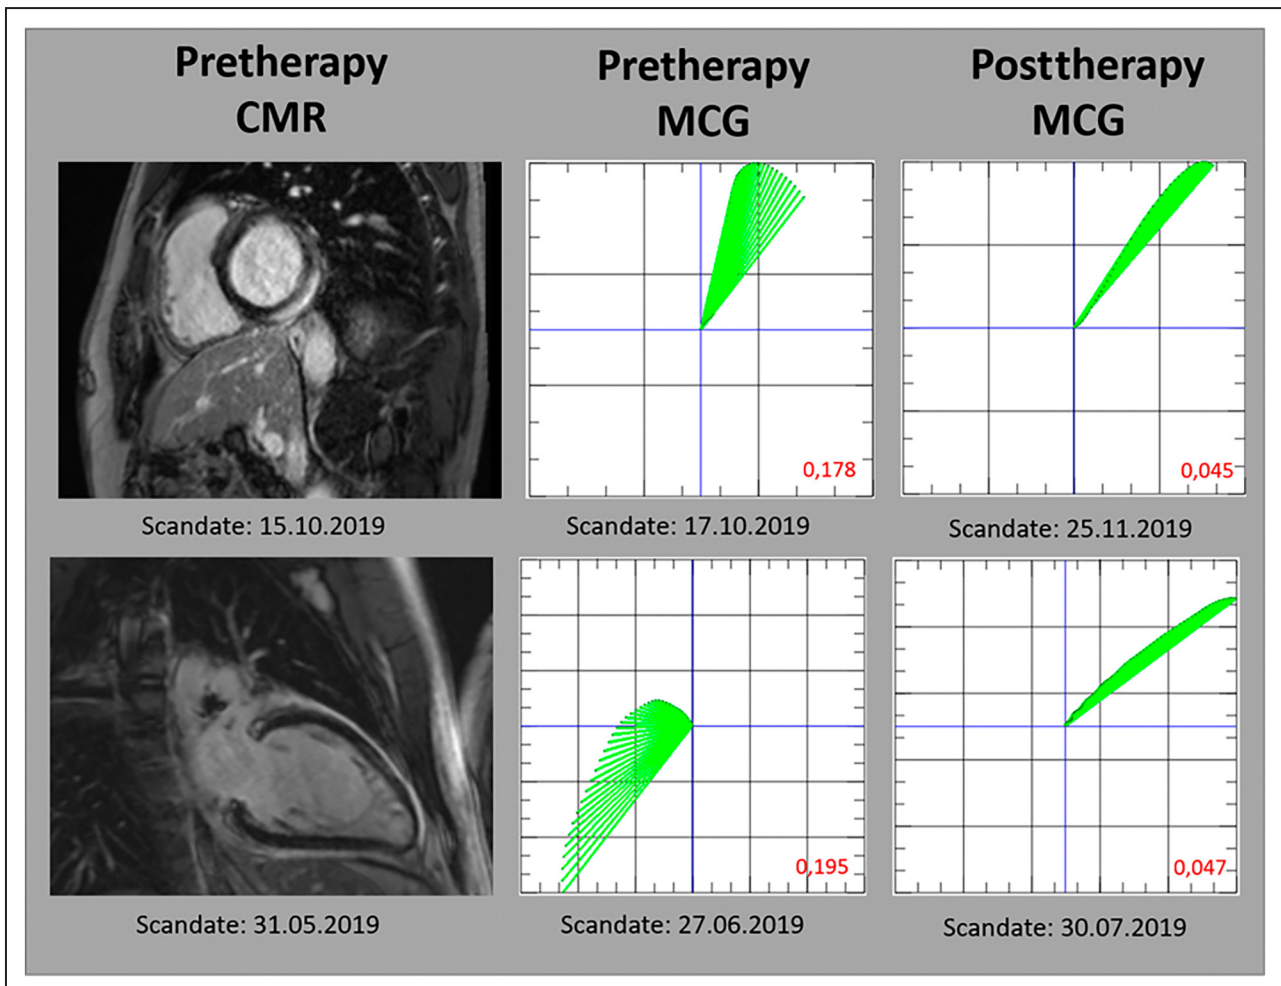 Pretherapy
CMR
Pretherapy
MCG
Posttherapy
MCG
0,178
0,045
Scandate: 15.10.2019
Scandate: 17.10.2019
Scandate: 25.11.2019
0,195
0,047
Scandate: 31.05.2019
Scandate: 27.06.2019
Scandate: 30.07.2019